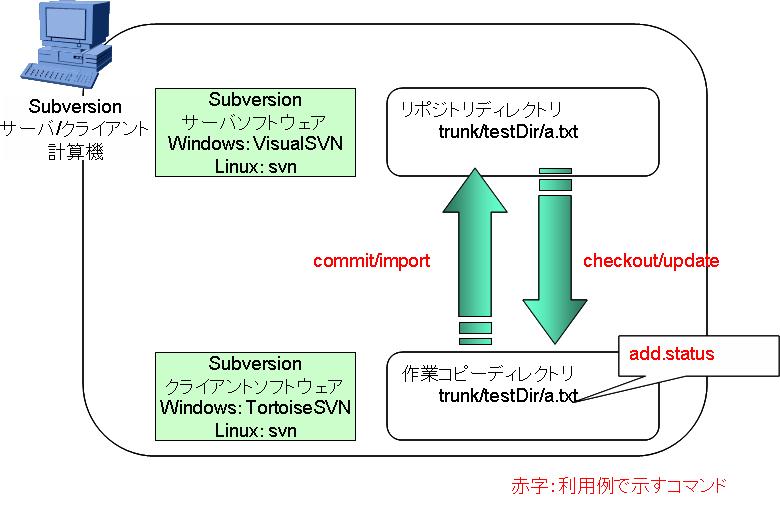 Subversion
サーバ/クライアント
計算機
Subversion
サーバソフトウェア
Windows: VisualSVN
Linux: svn
リポジトリディレクトリ
trunk/testDir/a.txt
commit/import
checkout/update
Subversion
クライアントソフトウェア
Windows: TortoiseSVN
Linux: svn
作業コピーディレクトリ
trunk/testDir/a.txt
add.status
赤字:利用例で示すコマンド